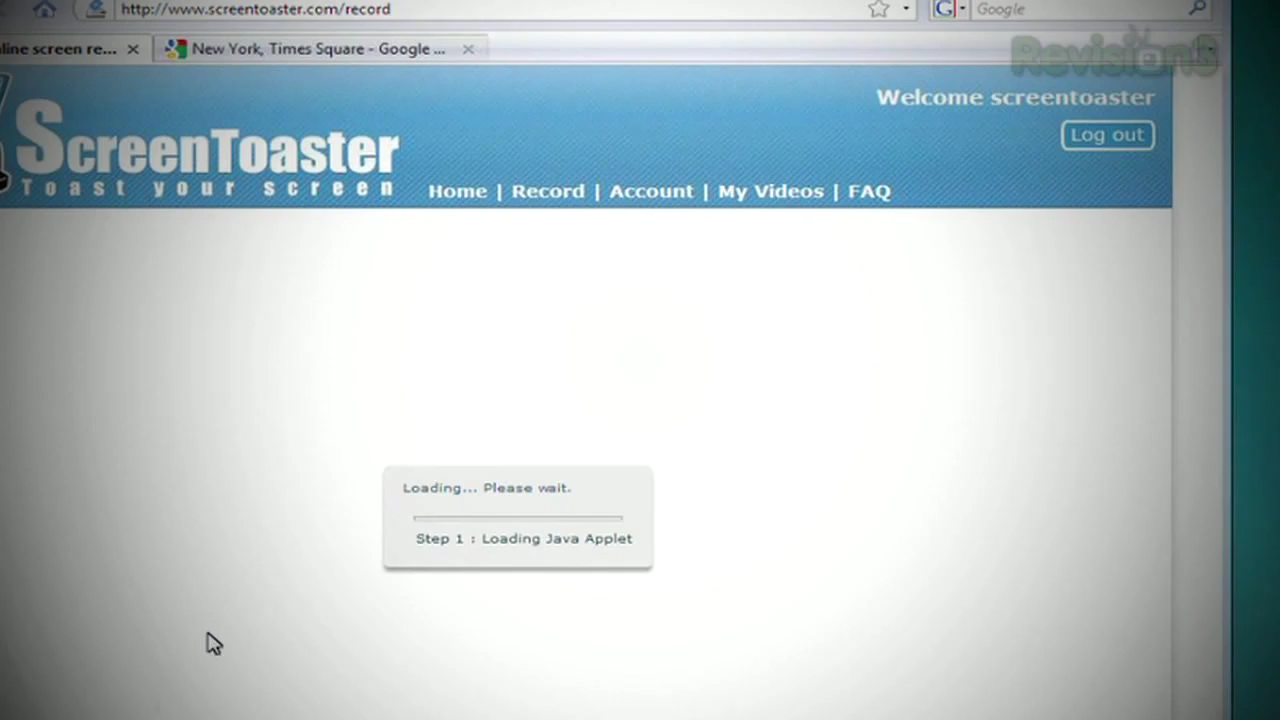 http://www.screentoaster.com/record
Google
line screen re...
New York, Times Square - Google ...
Revision3
Welcome screentoaster
Log out
ScreenToaster
Toast your screen
Home | Record | Account | My Videos | FAQ
Loading... Please wait.
Step 1 : Loading Java Applet